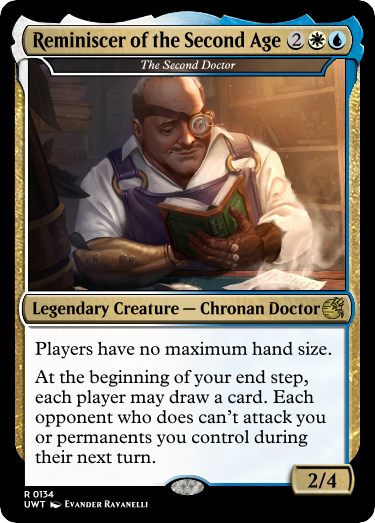 Reminiscer of the Second Age 2
The Second Doctor
Legendary Creature — Chronan Doctor
Players have no maximum hand size.
At the beginning of your end step,
each player may draw a card. Each
opponent who does can't attack you
or permanents you control during
their next turn.
2/4
R 0134
UWT Evander Ravanelli